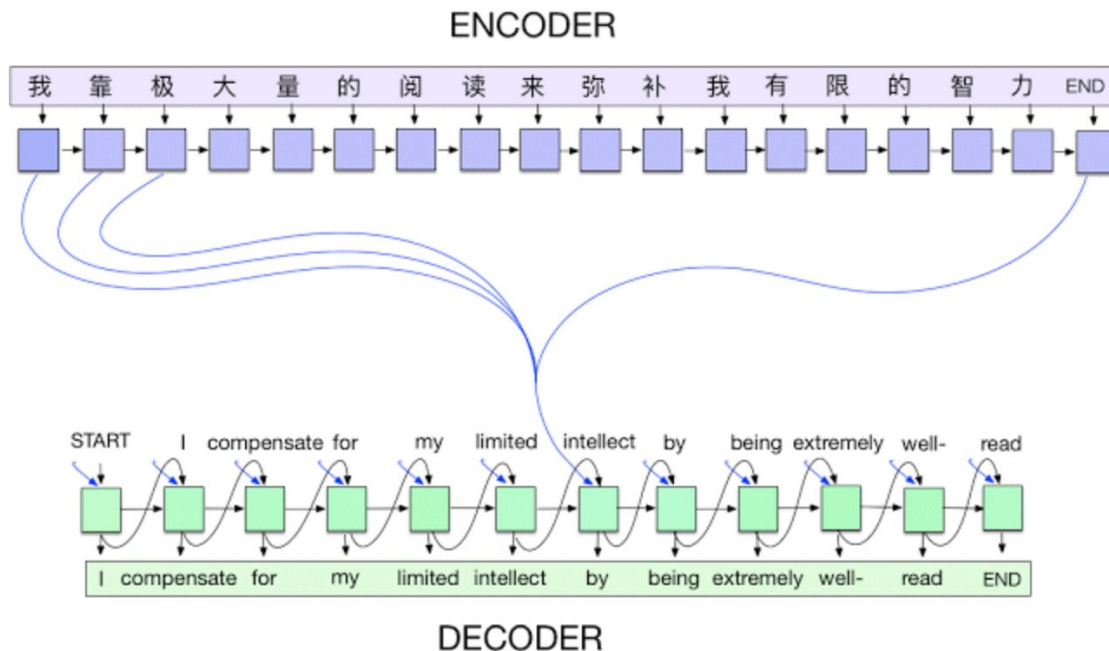 ENCODER
我 靠 极 大 量 的 阅 读 来 弥 补 我 有 限 的 智 力 END
START I compensate for my limited intellect by being extremely well- read
I compensate for my limited intellect by being extremely well- read END
DECODER